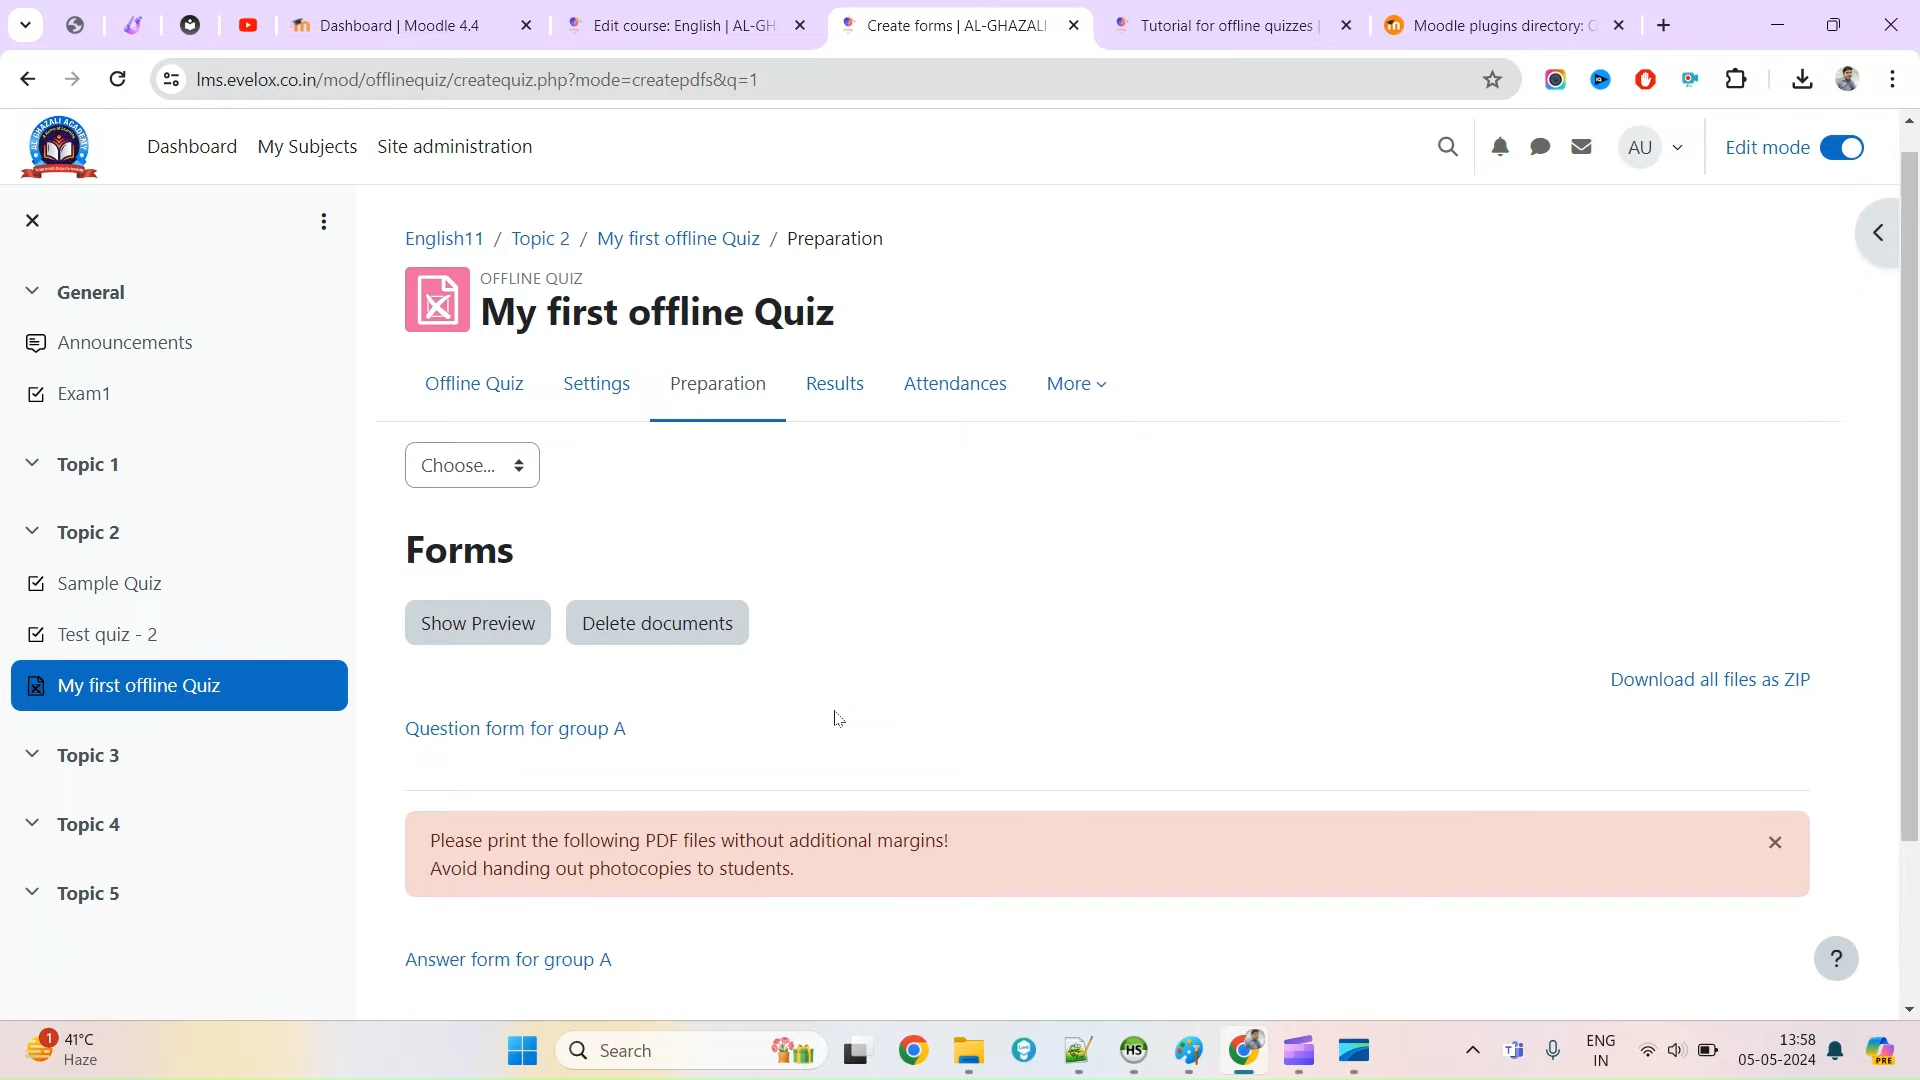 Dashboard | Moodle 4.4
Edit course: English | AL-GH
Create forms | AL-GHAZALI
Tutorial for offline quizzes |
Moodle plugins directory: O
lms.evelox.co.in/mod/offlinequiz/createquiz.php?mode=createpdfs&q=1
AL GHAZALI ACADEMY
Dashboard
My Subjects
Site administration
AU
Edit mode
General
Announcements
Exam1
Topic 1
Topic 2
Sample Quiz
Test quiz - 2
My first offline Quiz
Topic 3
Topic 4
Topic 5
English11 / Topic 2 / My first offline Quiz / Preparation
OFFLINE QUIZ
My first offline Quiz
Offline Quiz
Settings
Preparation
Results
Attendances
More
Choose...
Forms
Show Preview
Delete documents
Download all files as ZIP
Question form for group A
Please print the following PDF files without additional margins!
Avoid handing out photocopies to students.
Answer form for group A
?
1
41°C
Haze
Search
HS
ENG
IN
13:58
05-05-2024
PRE